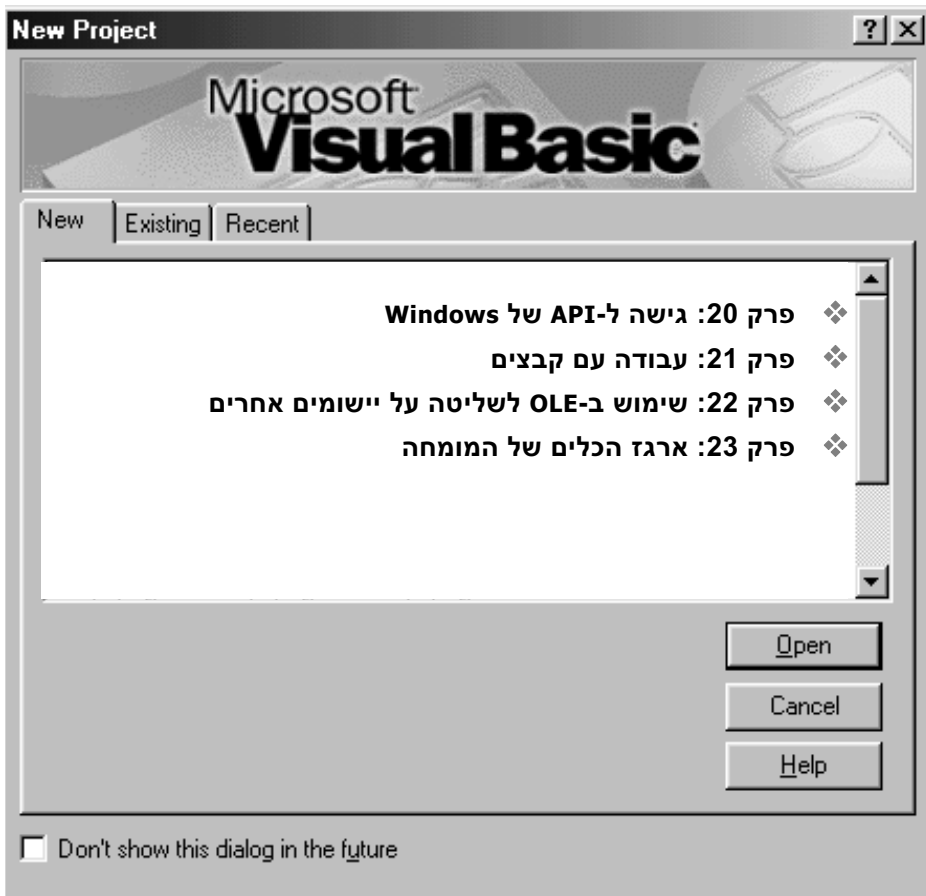 New Project
Microsoft
Visual Basic
New Existing Recent
פרק 20: גישה ל-API של Windows
פרק 21: עבודה עם קבצים
פרק 22: שימוש ב-OLE לשליטה על יישומים אחרים
פרק 23: ארגז הכלים של המומחה
Open
Cancel
Help
Don't show this dialog in the future